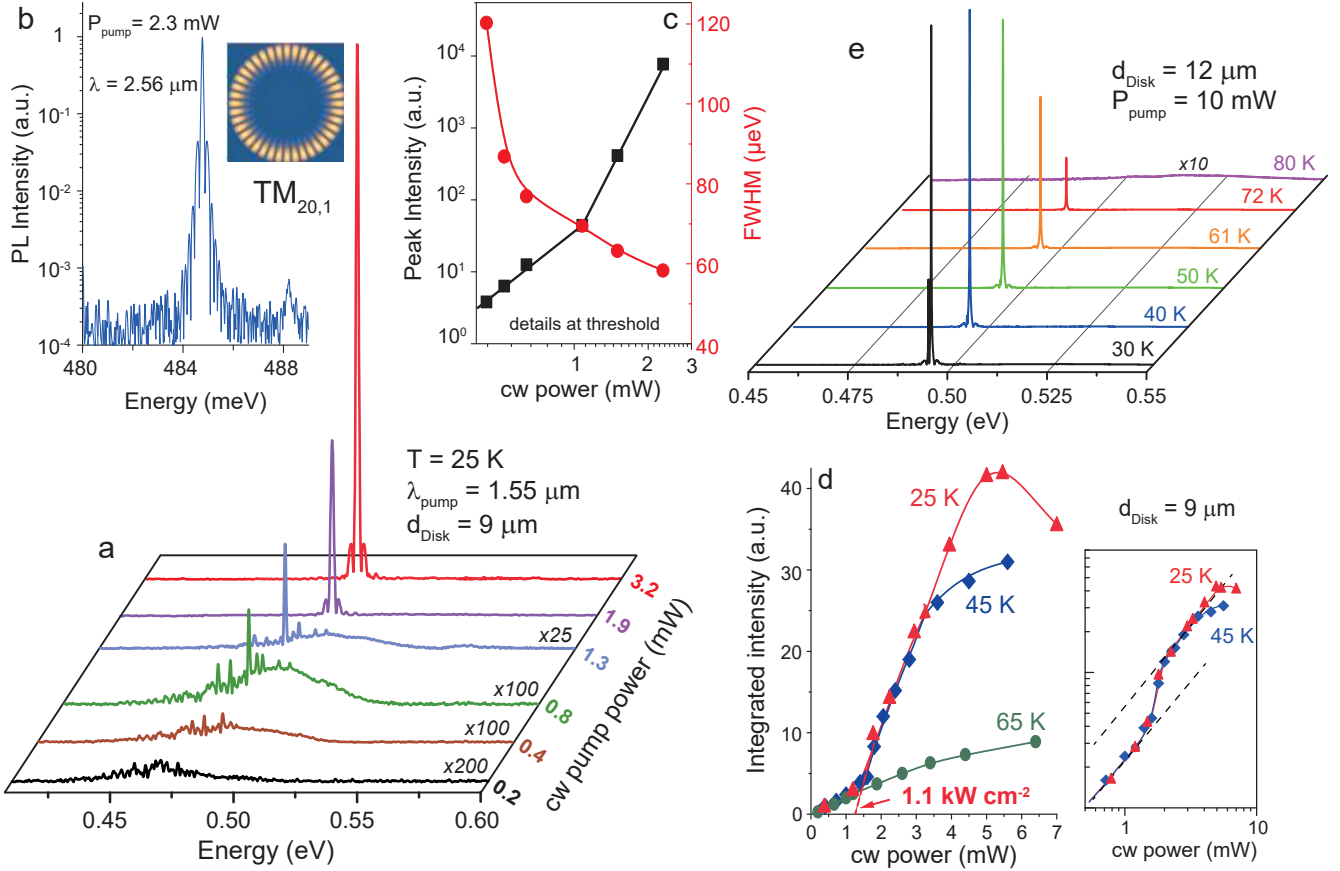 b
P_pump = 2.3 mW
λ = 2.56 μm
TM_20,1
PL Intensity (a.u.)
1
10^-1
10^-2
10^-3
10^-4
480
484
488
Energy (meV)
c
Peak Intensity (a.u.)
10^4
10^3
10^2
10^1
10^0
details at threshold
1
2
3
cw power (mW)
FWHM (μeV)
120
100
80
60
40
e
d_Disk = 12 μm
P_pump = 10 mW
x10
80 K
72 K
61 K
50 K
40 K
30 K
0.45
0.475
0.50
0.525
0.55
Energy (eV)
a
T = 25 K
λ_pump = 1.55 μm
d_Disk = 9 μm
x25
x100
x100
x200
3.2
1.9
1.3
0.8
0.4
0.2
cw pump power (mW)
0.45
0.50
0.55
0.60
Energy (eV)
d
Integrated intensity (a.u.)
40
30
20
10
0
25 K
45 K
65 K
1.1 kW cm^-2
0
1
2
3
4
5
6
7
cw power (mW)
d_Disk = 9 μm
25 K
45 K
1
10
cw power (mW)